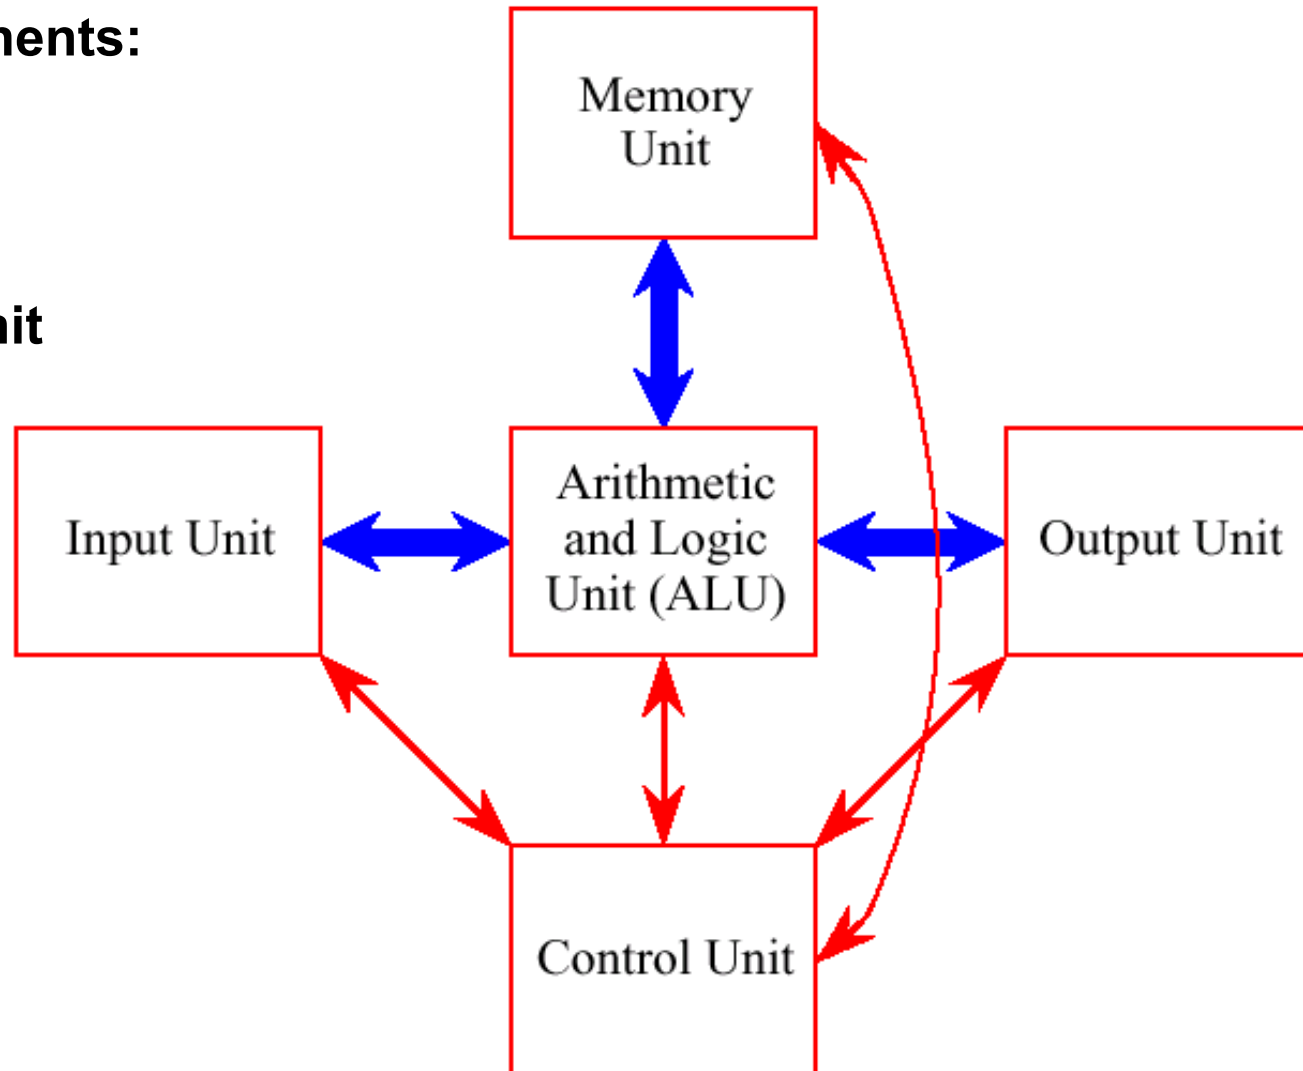 nents:
Memory
Unit
nit
Input Unit
Arithmetic
and Logic
Unit (ALU)
Output Unit
Control Unit